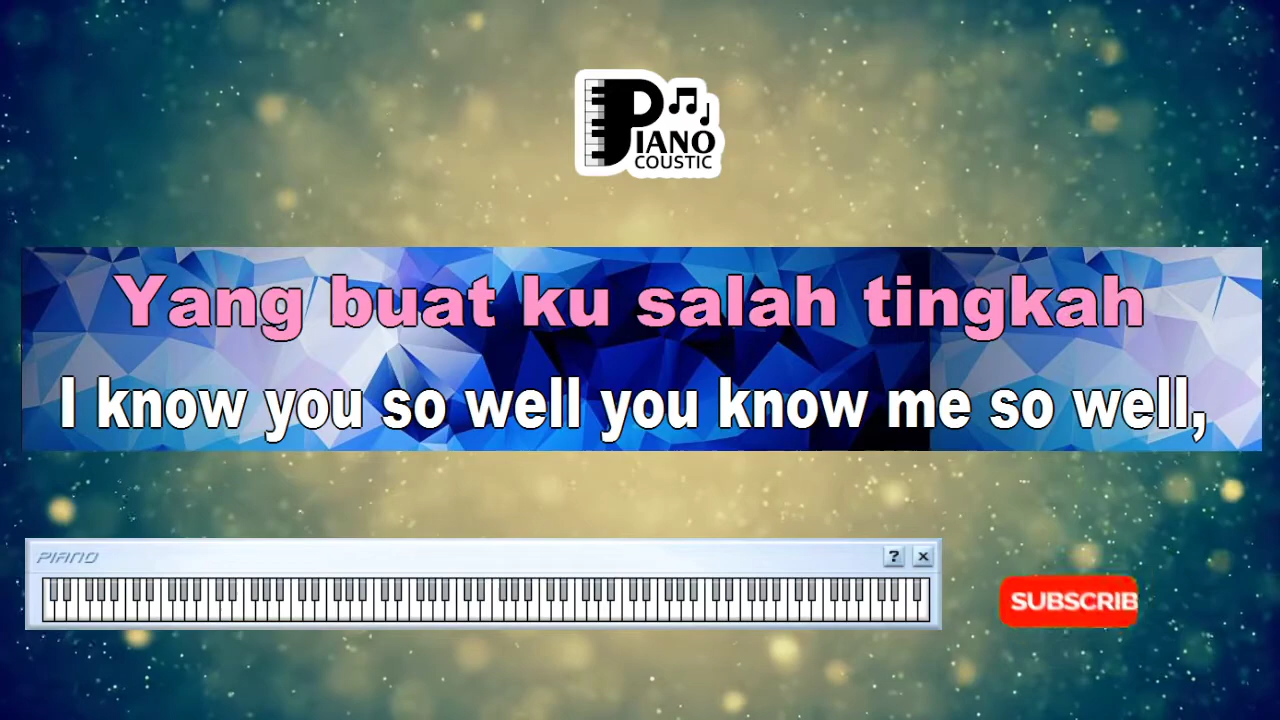 PIANO
COUSTIC
Yang buat ku salah tingkah
I know you so well you know me so well,
PIANO
? ×
SUBSCRIB